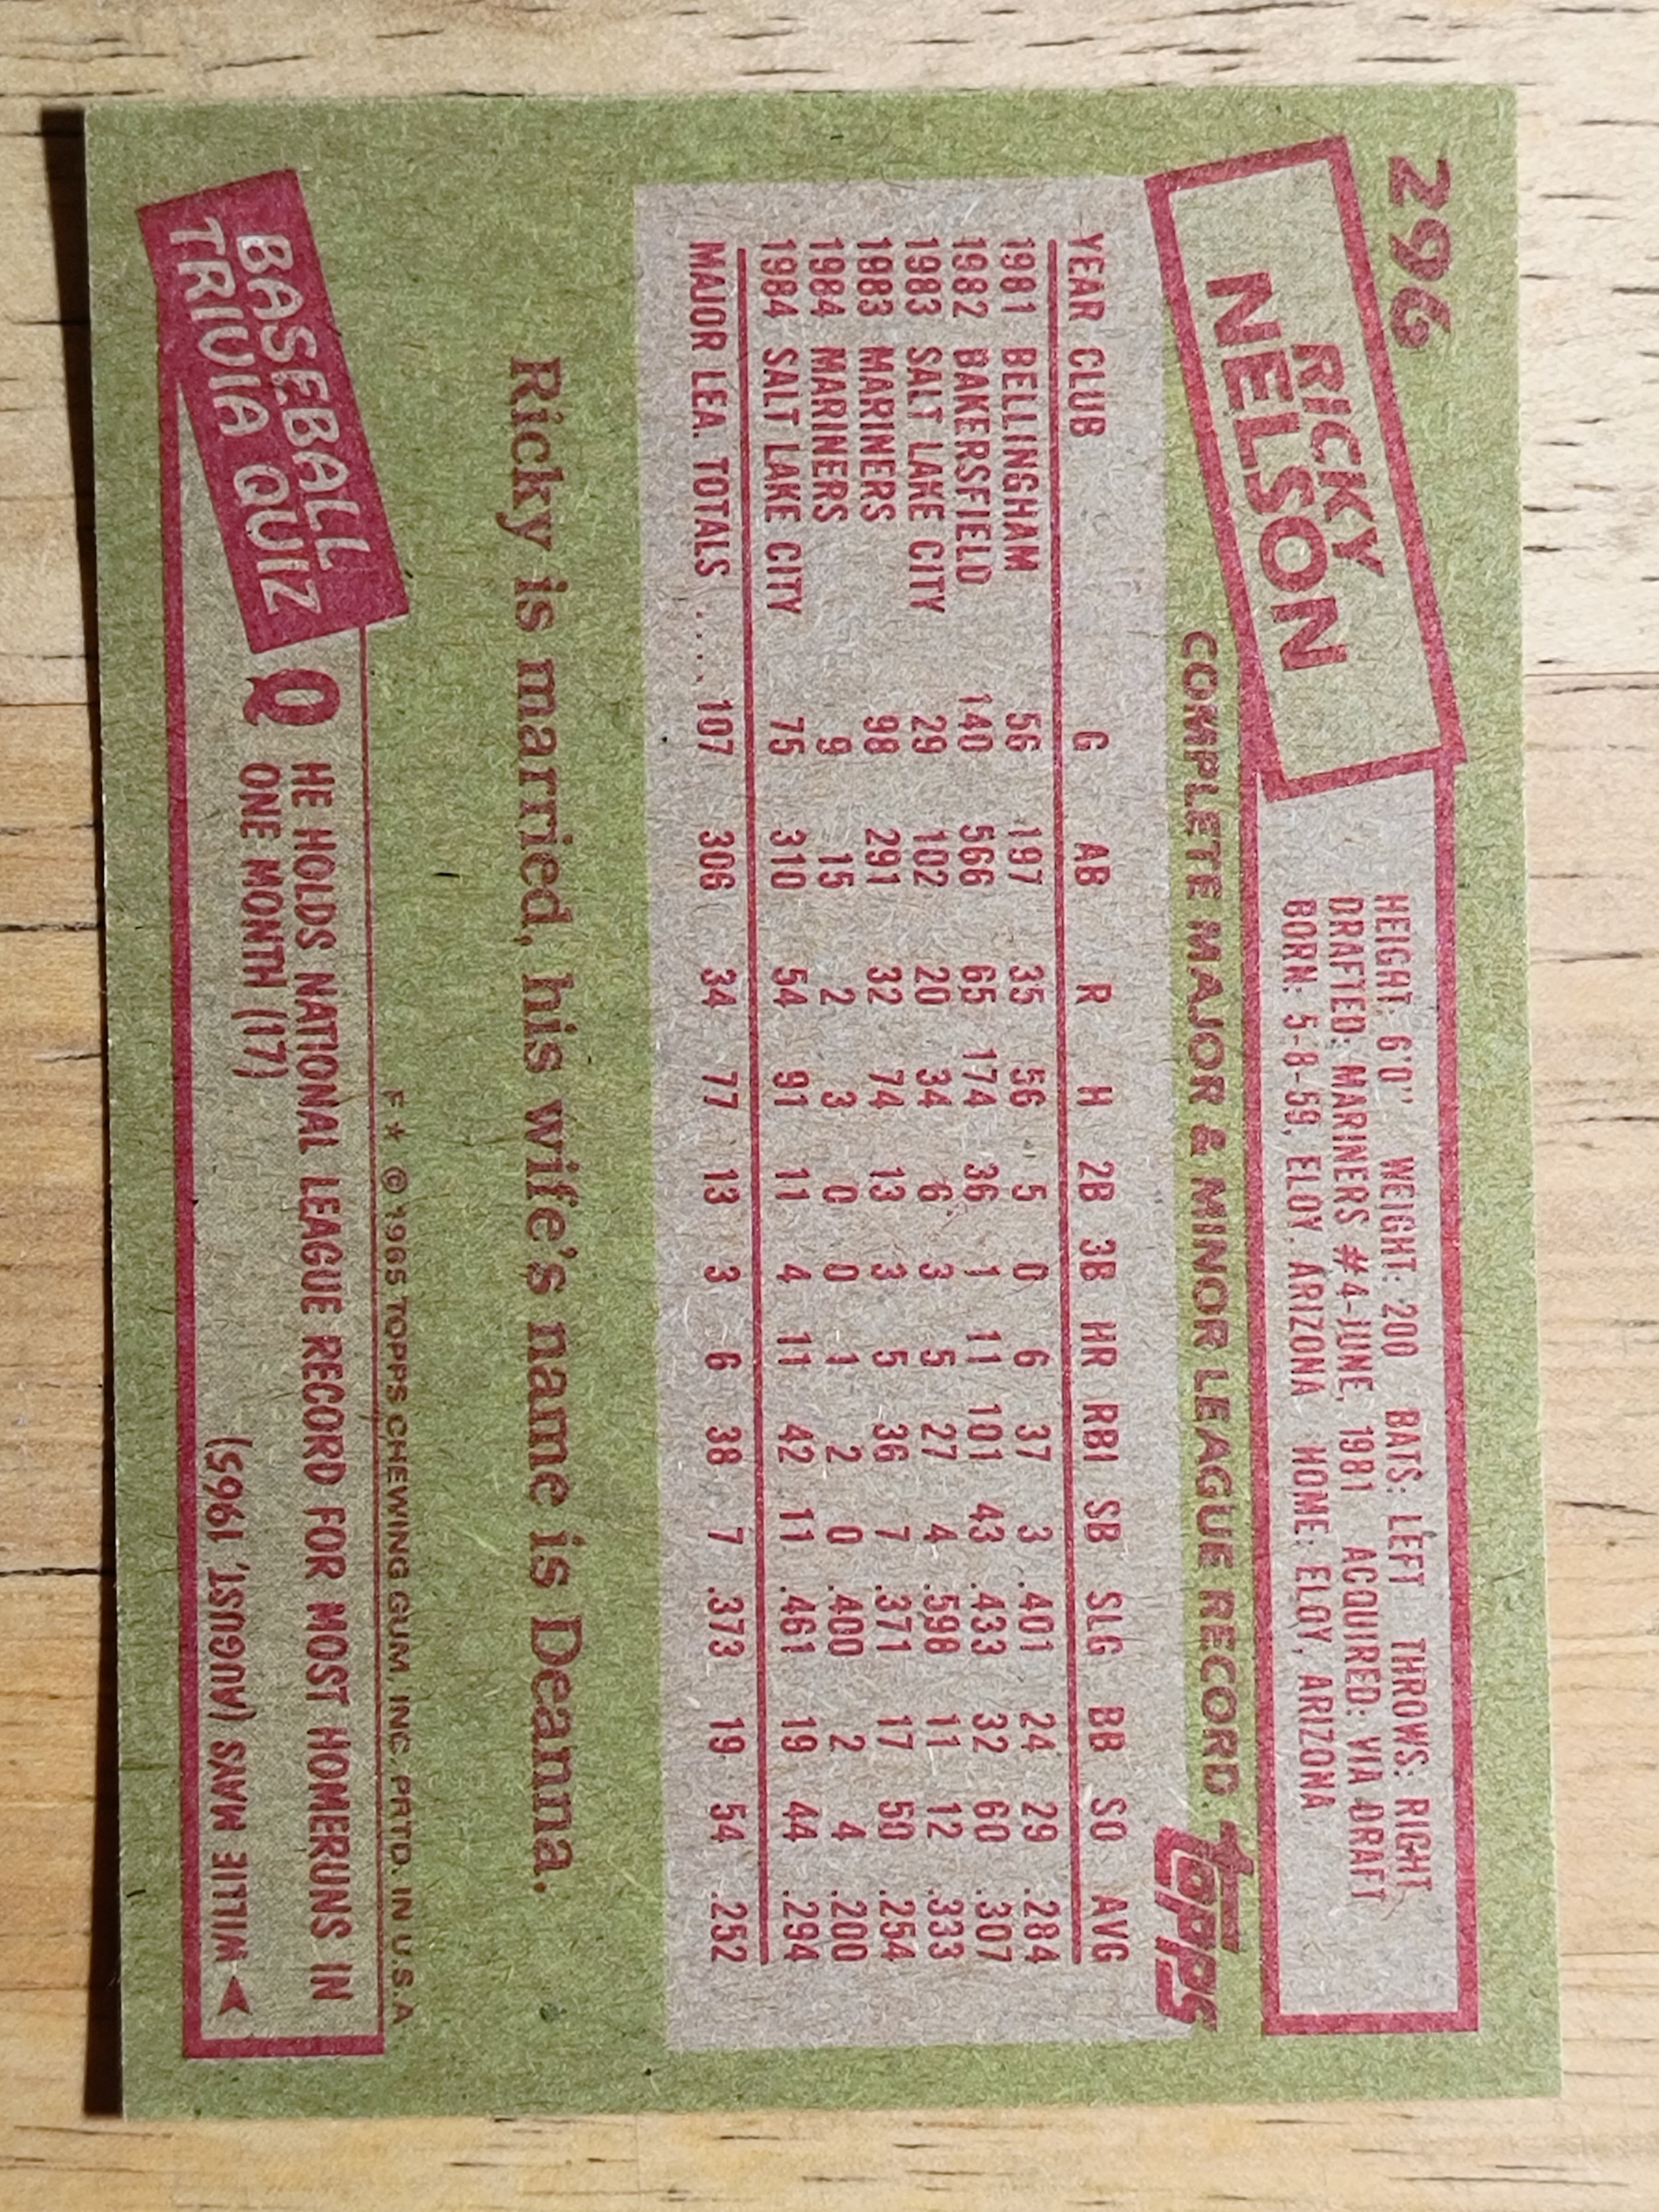 296
RICKY
NELSON
HEIGHT: 6'0" WEIGHT: 200 BATS: LEFT THROWS: RIGHT
DRAFTED: MARINERS #4-JUNE, 1981 ACQUIRED: VIA DRAFT
BORN: 5-8-59, ELOY, ARIZONA HOME: ELOY, ARIZONA
COMPLETE MAJOR & MINOR LEAGUE RECORD topps
YEAR CLUB G AB R H 2B 3B HR RBI SB SLG BB SO AVG
1981 BELLINGHAM 56 197 35 56 5 0 6 37 3 .401 24 29 .284
1982 BAKERSFIELD 140 566 65 174 36 1 11 101 43 .433 32 60 .307
1983 SALT LAKE CITY 29 102 20 34 6 3 5 27 4 .598 11 12 .333
1983 MARINERS 98 291 32 74 13 3 5 36 7 .371 17 50 .254
1984 MARINERS 9 15 2 3 0 0 1 2 0 .400 2 4 .200
1984 SALT LAKE CITY 75 310 54 91 11 4 11 42 11 .461 19 44 .294
MAJOR LEA. TOTALS ..... 107 306 34 77 13 3 6 38 7 .373 19 54 .252
Ricky is married, his wife's name is Deanna.
F * © 1985 TOPPS CHEWING GUM, INC. PRTD. IN U.S.A
BASEBALL
TRIVIA QUIZ
Q HE HOLDS NATIONAL LEAGUE RECORD FOR MOST HOMERUNS IN
ONE MONTH (17)
WILLIE MAYS (AUGUST, 1965)